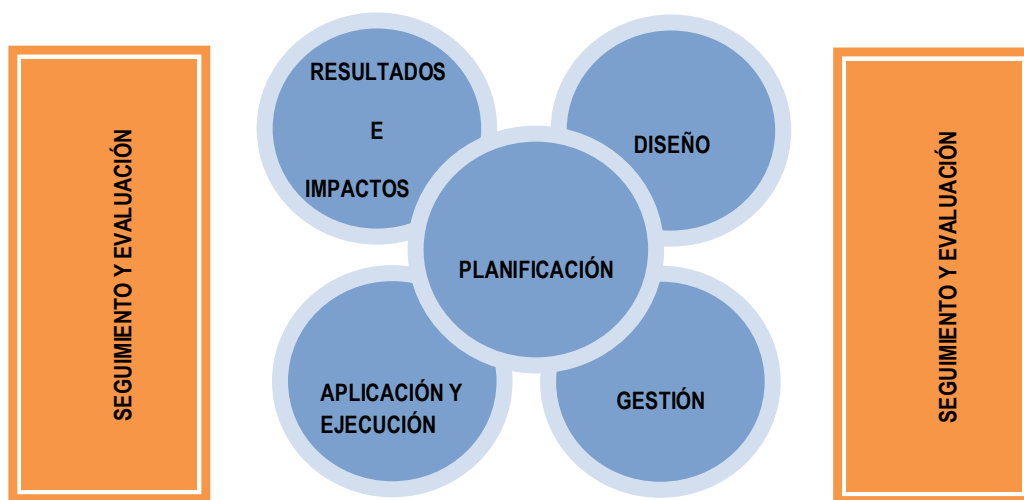 SEGUIMIENTO Y EVALUACIÓN
RESULTADOS
E
IMPACTOS
DISEÑO
PLANIFICACIÓN
APLICACIÓN Y
EJECUCIÓN
GESTIÓN
SEGUIMIENTO Y EVALUACIÓN